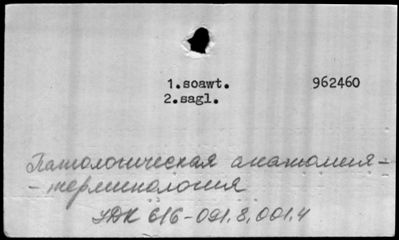 1.soawt. 962460
2.sagl.
Патологическая анатомия-
-терминология
УДК 616-091.8.001.4